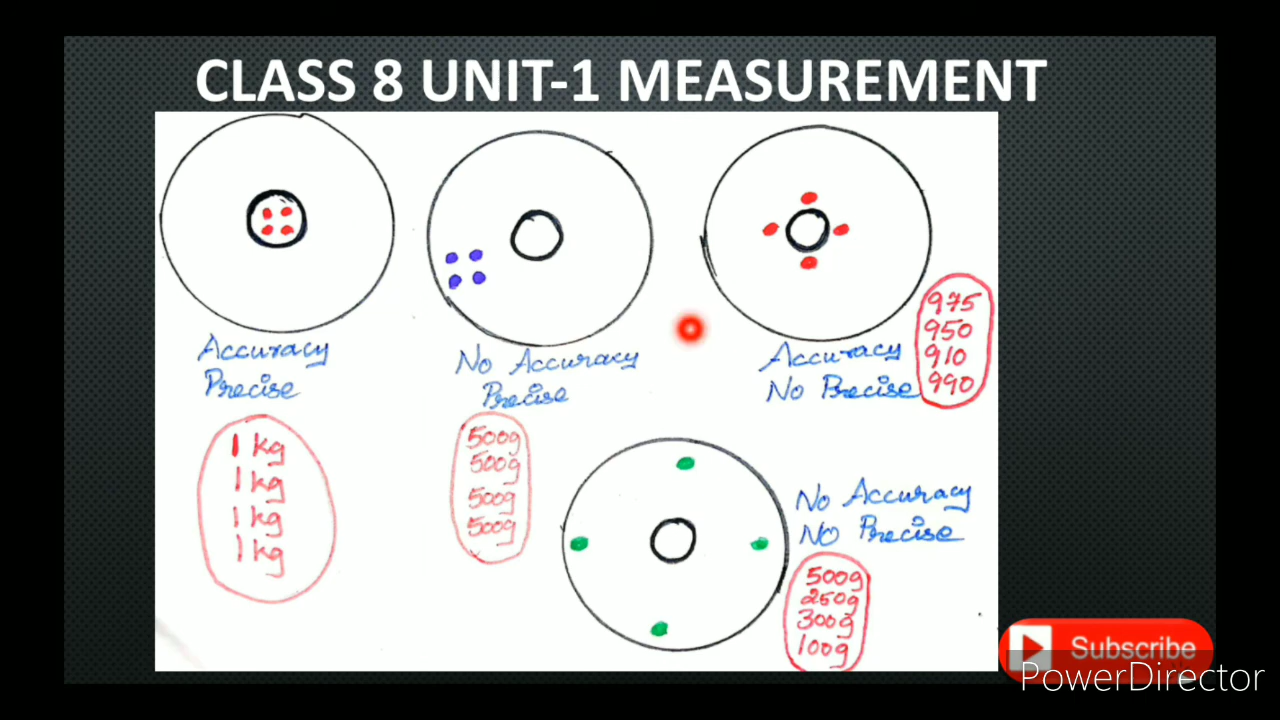 CLASS 8 UNIT-1 MEASUREMENT
Accuracy
Precise
1 kg
1 kg
1 kg
1 kg
No Accuracy
Precise
500g
500g
500g
500g
Accuracy
No Precise
975
950
910
990
No Accuracy
No Precise
500g
250g
300g
100g
Subscribe
PowerDirector